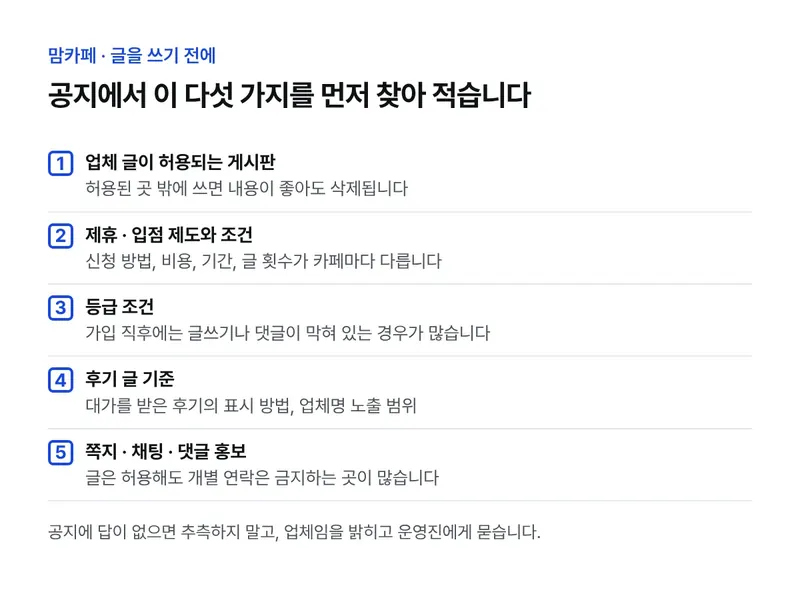 맘카페 · 글을 쓰기 전에
공지에서 이 다섯 가지를 먼저 찾아 적습니다
1 업체 글이 허용되는 게시판
허용된 곳 밖에 쓰면 내용이 좋아도 삭제됩니다
2 제휴 · 입점 제도와 조건
신청 방법, 비용, 기간, 글 횟수가 카페마다 다릅니다
3 등급 조건
가입 직후에는 글쓰기나 댓글이 막혀 있는 경우가 많습니다
4 후기 글 기준
대가를 받은 후기의 표시 방법, 업체명 노출 범위
5 쪽지 · 채팅 · 댓글 홍보
글은 허용해도 개별 연락은 금지하는 곳이 많습니다
공지에 답이 없으면 추측하지 말고, 업체임을 밝히고 운영진에게 묻습니다.